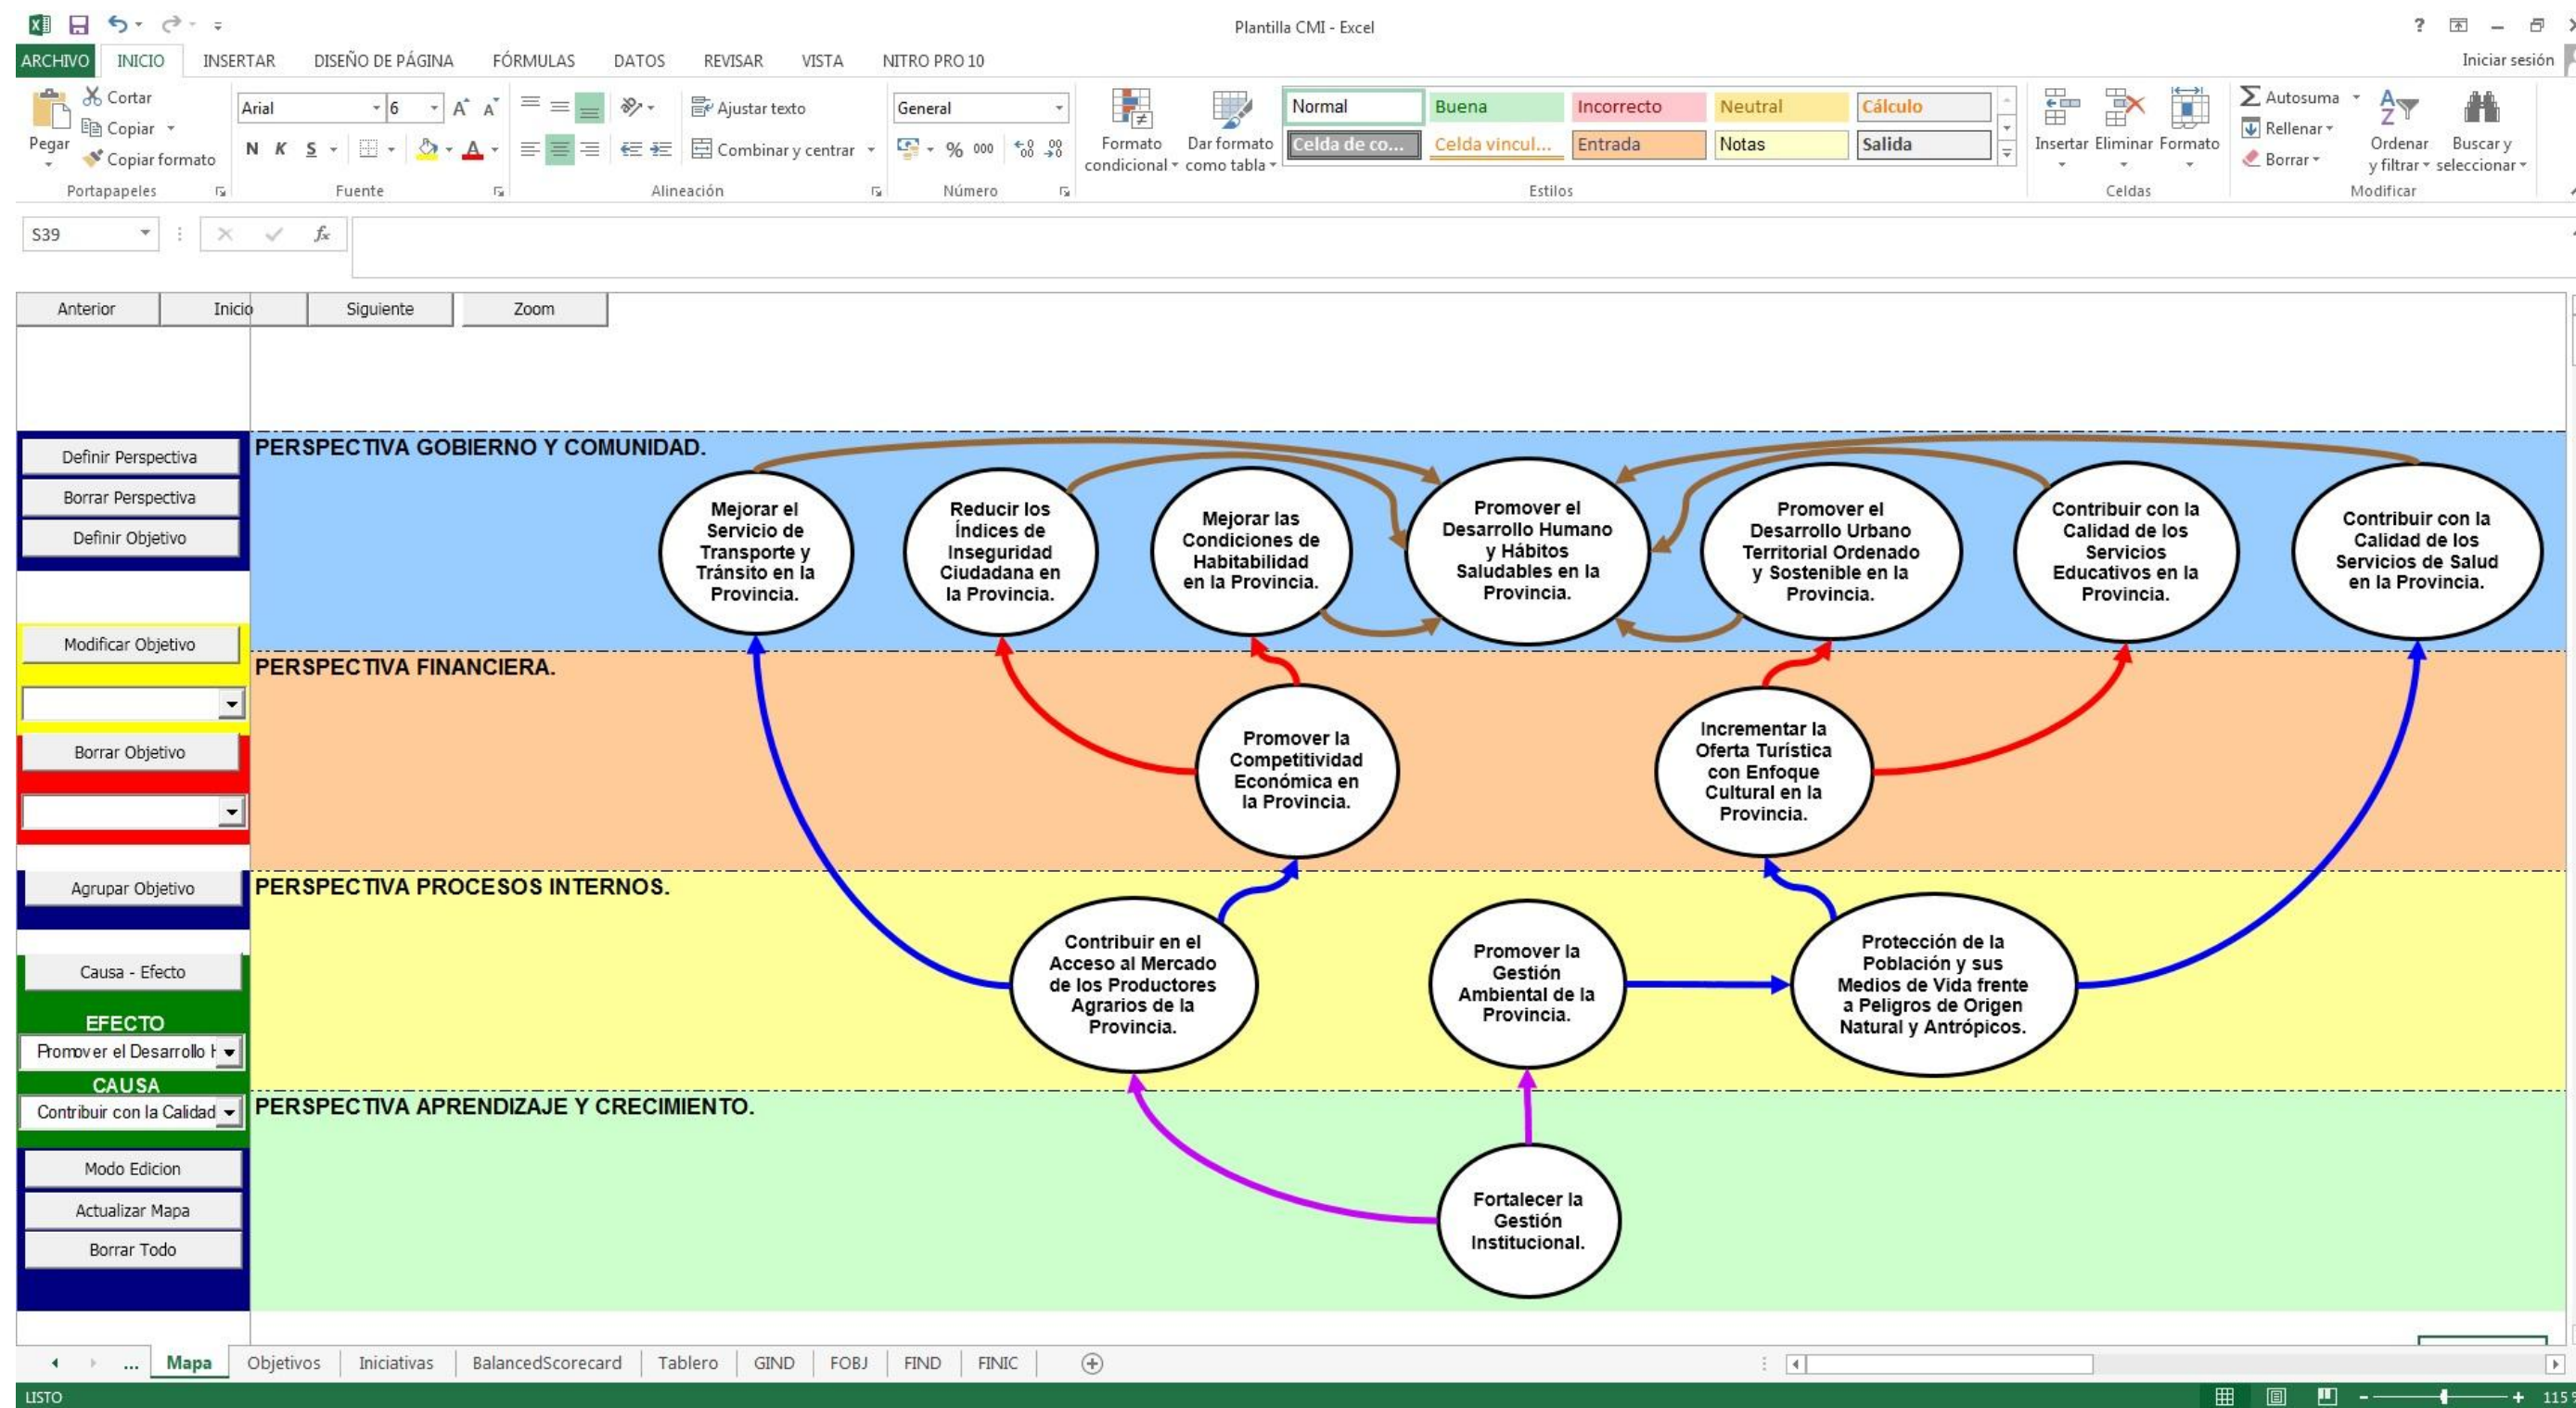 Plantilla CMI - Excel
ARCHIVO INICIO INSERTAR DISEÑO DE PÁGINA FÓRMULAS DATOS REVISAR VISTA NITRO PRO 10 Iniciar sesión
Pegar
Cortar
Copiar
Copiar formato
Portapapeles
Arial 6
N K S
Fuente
Ajustar texto
Combinar y centrar
Alineación
General
% 000
Número
Formato condicional
Dar formato como tabla
Normal Buena Incorrecto Neutral Cálculo
Celda de co... Celda vincul... Entrada Notas Salida
Estilos
Insertar Eliminar Formato
Celdas
Autosuma
Rellenar
Borrar
Ordenar y filtrar
Buscar y seleccionar
Modificar
S39
fx
Anterior Inicio Siguiente Zoom
Definir Perspectiva
Borrar Perspectiva
Definir Objetivo
Modificar Objetivo
Borrar Objetivo
Agrupar Objetivo
Causa - Efecto
EFECTO
Promover el Desarrollo H
CAUSA
Contribuir con la Calidad
Modo Edicion
Actualizar Mapa
Borrar Todo
PERSPECTIVA GOBIERNO Y COMUNIDAD.
Mejorar el
Servicio de
Transporte y
Tránsito en la
Provincia.
Reducir los
Índices de
Inseguridad
Ciudadana en
la Provincia.
Mejorar las
Condiciones de
Habitabilidad
en la Provincia.
Promover el
Desarrollo Humano
y Hábitos
Saludables en la
Provincia.
Promover el
Desarrollo Urbano
Territorial Ordenado
y Sostenible en la
Provincia.
Contribuir con la
Calidad de los
Servicios
Educativos en la
Provincia.
Contribuir con la
Calidad de los
Servicios de Salud
en la Provincia.
PERSPECTIVA FINANCIERA.
Promover la
Competitividad
Económica en
la Provincia.
Incrementar la
Oferta Turística
con Enfoque
Cultural en la
Provincia.
PERSPECTIVA PROCESOS INTERNOS.
Contribuir en el
Acceso al Mercado
de los Productores
Agrarios de la
Provincia.
Promover la
Gestión
Ambiental de la
Provincia.
Protección de la
Población y sus
Medios de Vida frente
a Peligros de Origen
Natural y Antrópicos.
PERSPECTIVA APRENDIZAJE Y CRECIMIENTO.
Fortalecer la
Gestión
Institucional.
... Mapa Objetivos Iniciativas BalancedScorecard Tablero GIND FOBJ FIND FINIC
LISTO 115%